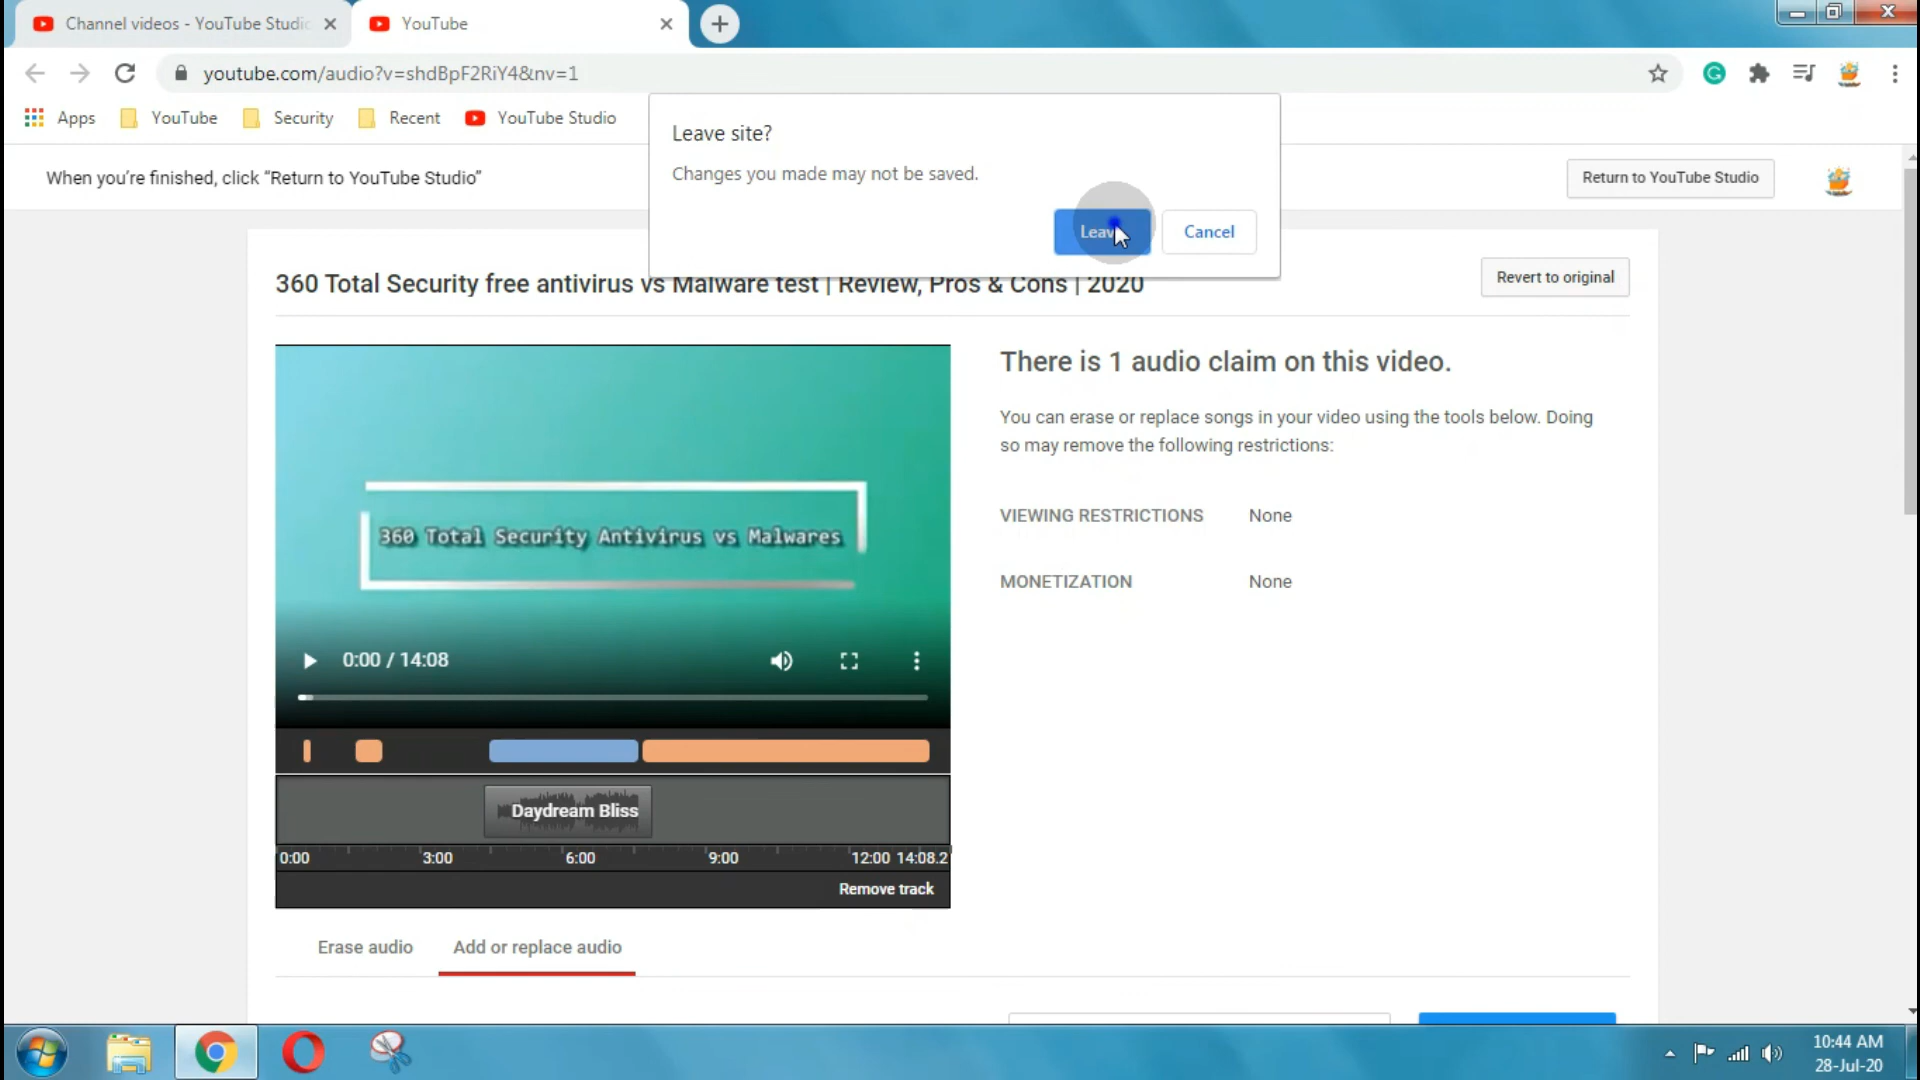 Channel videos - YouTube Studio
YouTube
youtube.com/audio?v=shdBpF2RiY4&nv=1
Apps
YouTube
Security
Recent
YouTube Studio
Leave site?
Changes you made may not be saved.
Leave
Cancel
When you're finished, click “Return to YouTube Studio”
Return to YouTube Studio
360 Total Security free antivirus vs Malware test | Review, Pros & Cons | 2020
Revert to original
360 Total Security Antivirus vs Malwares
0:00 / 14:08
Daydream Bliss
0:00 3:00 6:00 9:00 12:00 14:08.2
Remove track
There is 1 audio claim on this video.
You can erase or replace songs in your video using the tools below. Doing
so may remove the following restrictions:
VIEWING RESTRICTIONS None
MONETIZATION None
Erase audio
Add or replace audio
10:44 AM
28-Jul-20